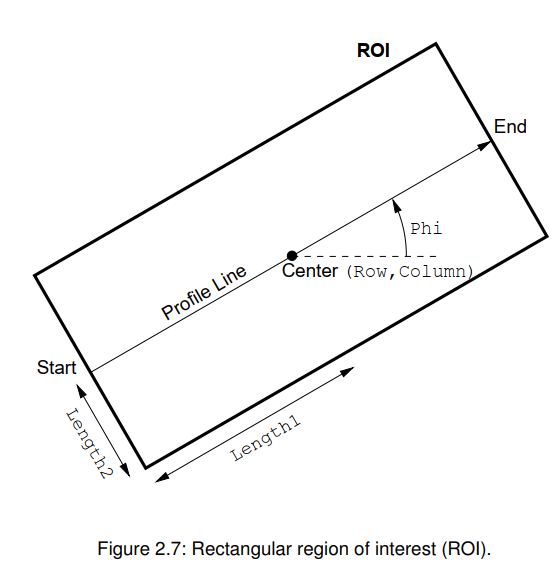 ROI
End
Phi
Center (Row,Column)
Profile Line
Start
Length2
Length1
Figure 2.7: Rectangular region of interest (ROI).